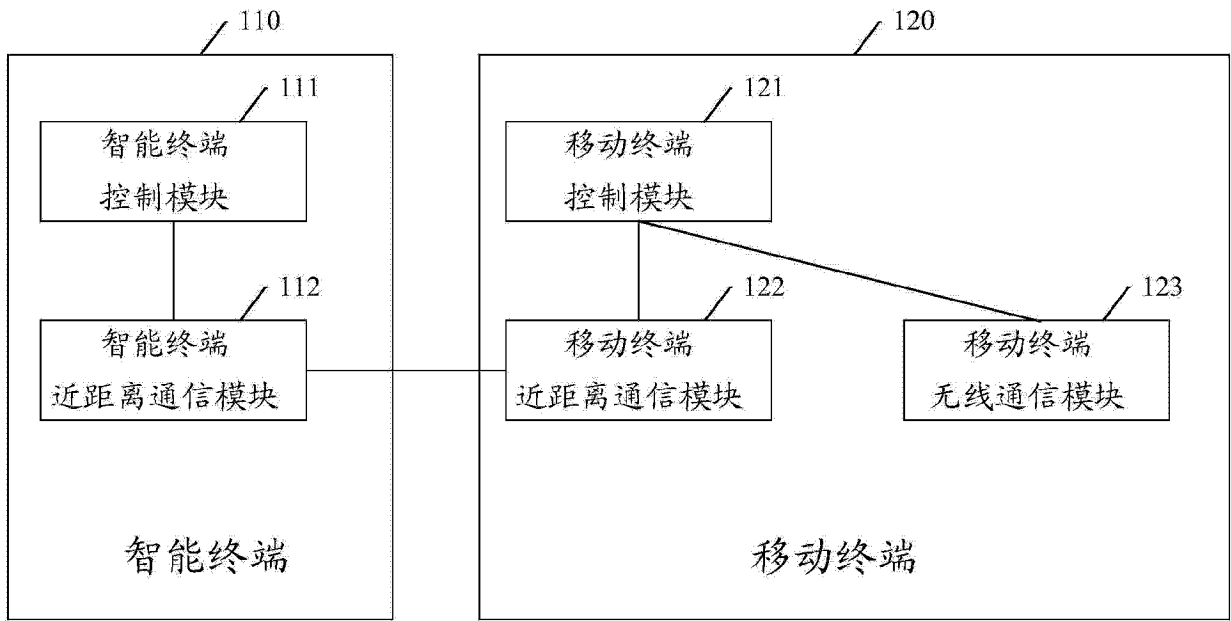 110
120
111
121
智能终端
控制模块
移动终端
控制模块
112
122
123
智能终端
近距离通信模块
移动终端
近距离通信模块
移动终端
无线通信模块
智能终端
移动终端